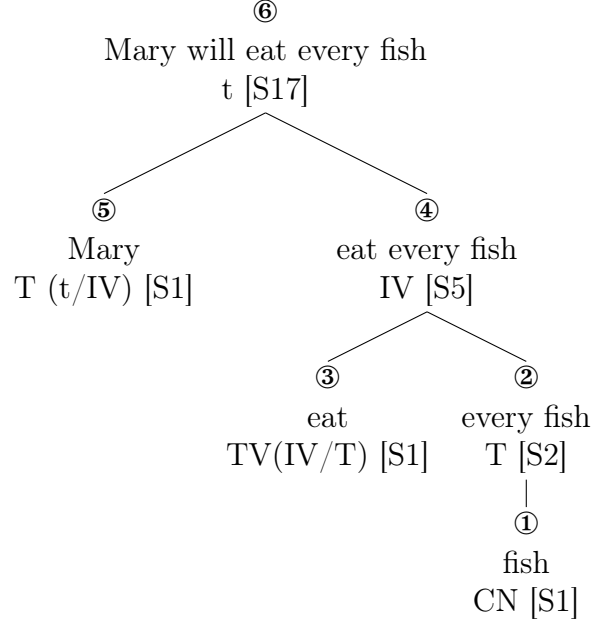 ⑥
Mary will eat every fish
t [S17]
⑤
Mary
T (t/IV) [S1]
④
eat every fish
IV [S5]
③
eat
TV(IV/T) [S1]
②
every fish
T [S2]
①
fish
CN [S1]